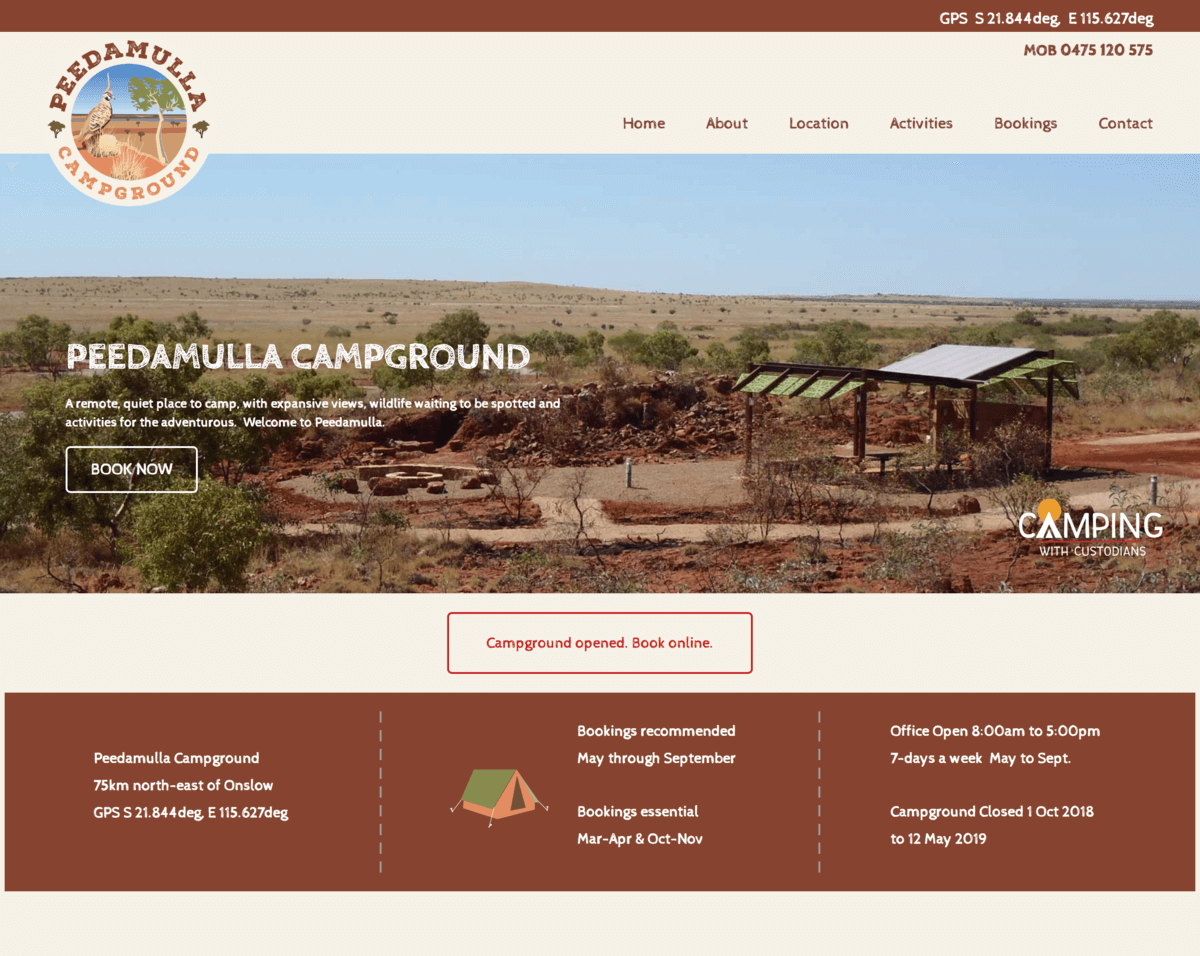 GPS  S 21.844deg,  E 115.627deg
MOB 0475 120 575
PEEDAMULLA
CAMPGROUND
Home
About
Location
Activities
Bookings
Contact
PEEDAMULLA CAMPGROUND
A remote, quiet place to camp, with expansive views, wildlife waiting to be spotted and
activities for the adventurous.  Welcome to Peedamulla.
BOOK NOW
CAMPING
WITH CUSTODIANS
Campground opened. Book online.
Peedamulla Campground
75km north-east of Onslow
GPS S 21.844deg, E 115.627deg
Bookings recommended
May through September
Bookings essential
Mar-Apr & Oct-Nov
Office Open 8:00am to 5:00pm
7-days a week  May to Sept.
Campground Closed 1 Oct 2018
to 12 May 2019